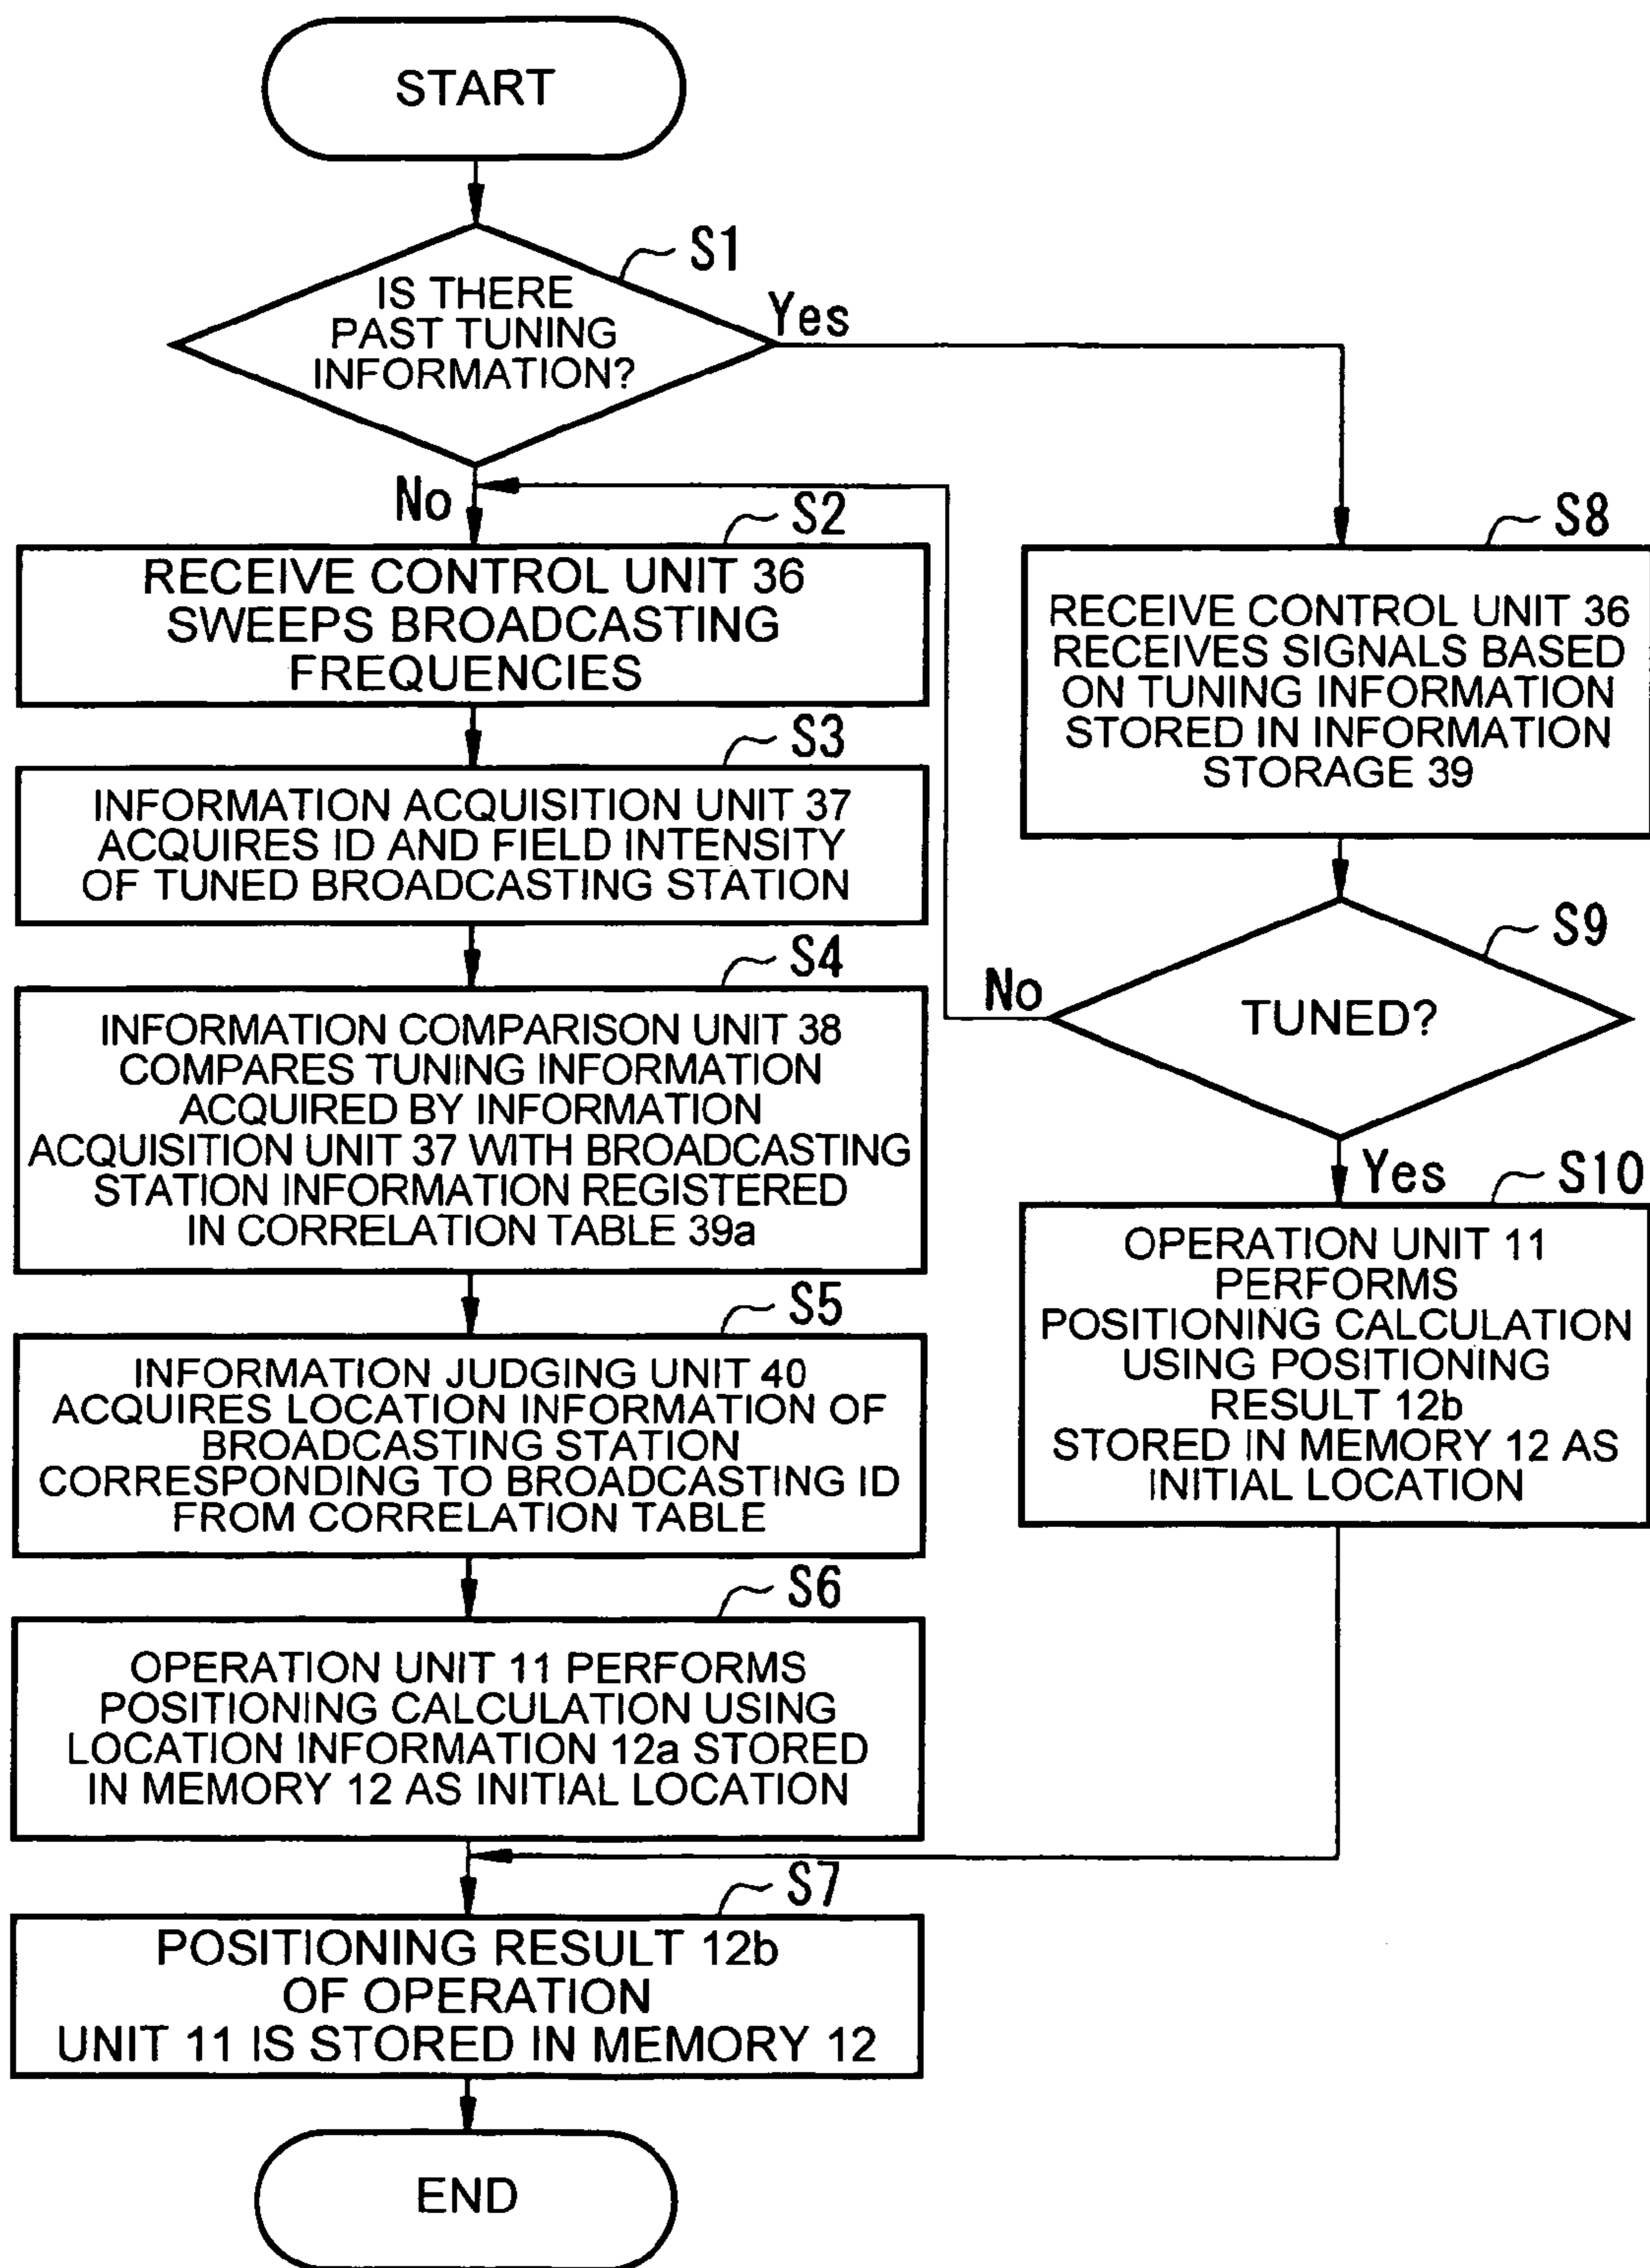 START
S1
IS THERE
PAST TUNING
INFORMATION?
Yes
No
S2
RECEIVE CONTROL UNIT 36
SWEEPS BROADCASTING
FREQUENCIES
S3
INFORMATION ACQUISITION UNIT 37
ACQUIRES ID AND FIELD INTENSITY
OF TUNED BROADCASTING STATION
S4
INFORMATION COMPARISON UNIT 38
COMPARES TUNING INFORMATION
ACQUIRED BY INFORMATION
ACQUISITION UNIT 37 WITH BROADCASTING
STATION INFORMATION REGISTERED
IN CORRELATION TABLE 39a
S5
INFORMATION JUDGING UNIT 40
ACQUIRES LOCATION INFORMATION OF
BROADCASTING STATION
CORRESPONDING TO BROADCASTING ID
FROM CORRELATION TABLE
S6
OPERATION UNIT 11 PERFORMS
POSITIONING CALCULATION USING
LOCATION INFORMATION 12a STORED
IN MEMORY 12 AS INITIAL LOCATION
S7
POSITIONING RESULT 12b
OF OPERATION
UNIT 11 IS STORED IN MEMORY 12
END
S8
RECEIVE CONTROL UNIT 36
RECEIVES SIGNALS BASED
ON TUNING INFORMATION
STORED IN INFORMATION
STORAGE 39
S9
No
TUNED?
Yes
S10
OPERATION UNIT 11
PERFORMS
POSITIONING CALCULATION
USING POSITIONING
RESULT 12b
STORED IN MEMORY 12 AS
INITIAL LOCATION